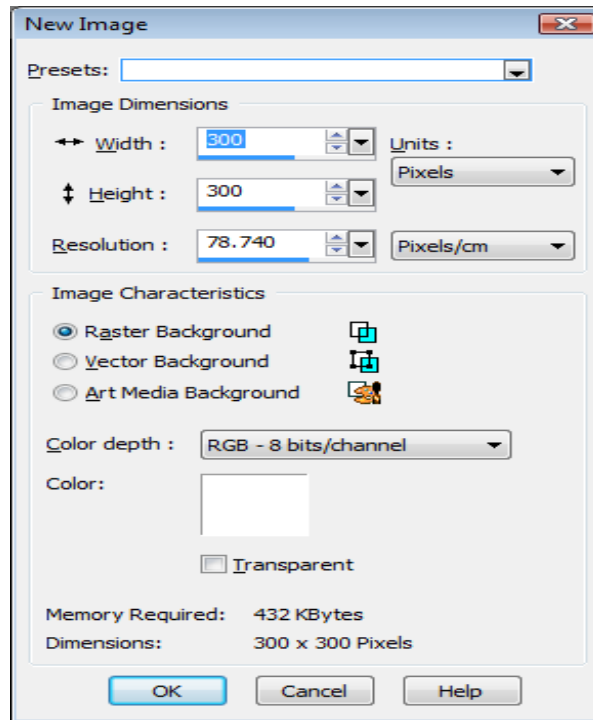 New Image
Presets:
Image Dimensions
Width : 300 Units :
Pixels
Height : 300
Resolution : 78.740 Pixels/cm
Image Characteristics
Raster Background
Vector Background
Art Media Background
Color depth : RGB - 8 bits/channel
Color:
Transparent
Memory Required: 432 KBytes
Dimensions: 300 x 300 Pixels
OK Cancel Help